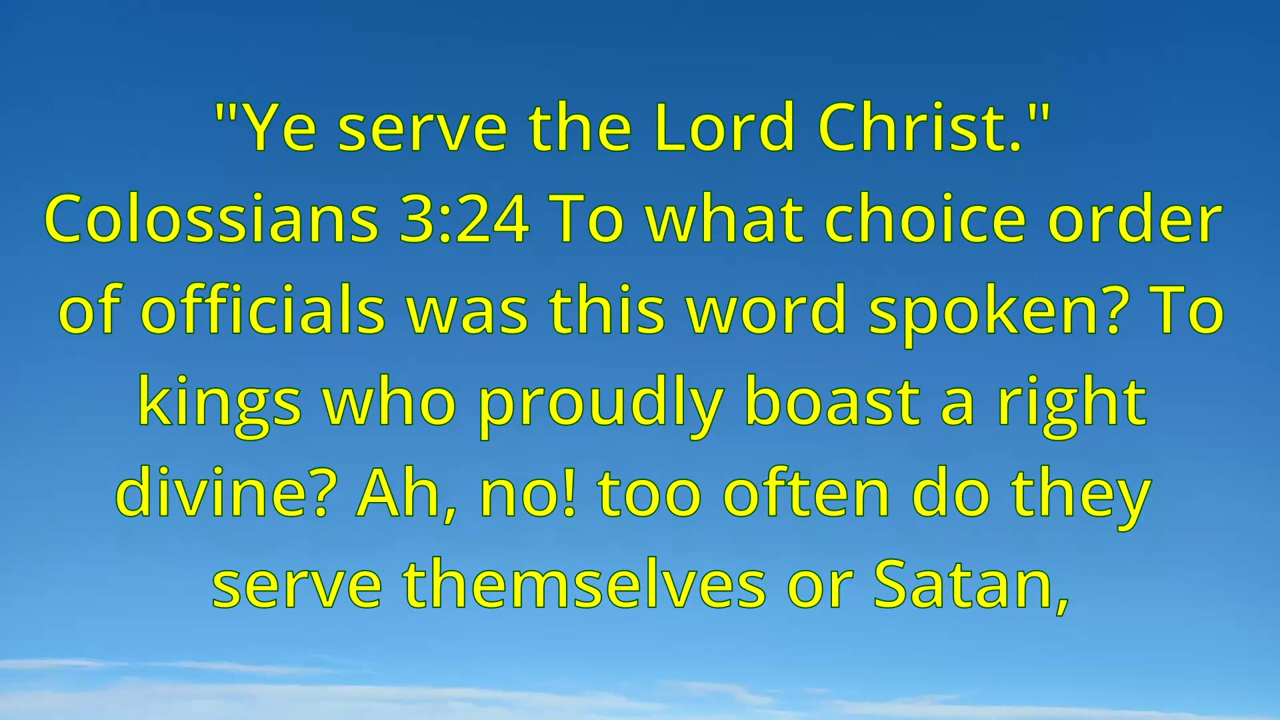 "Ye serve the Lord Christ."
Colossians 3:24 To what choice order
of officials was this word spoken? To
kings who proudly boast a right
divine? Ah, no! too often do they
serve themselves or Satan,